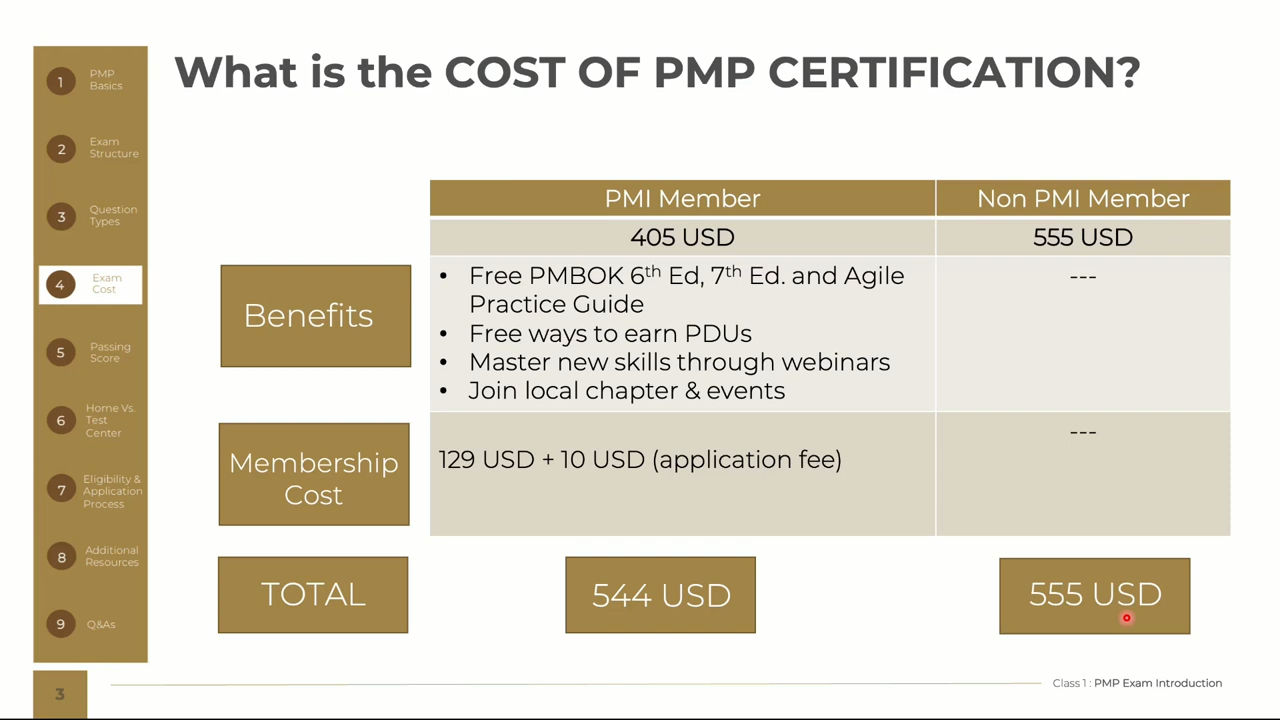 What is the COST OF PMP CERTIFICATION?
1
PMP
Basics
2
Exam
Structure
3
Question
Types
4
Exam
Cost
5
Passing
Score
6
Home Vs.
Test
Center
7
Eligibility &
Application
Process
8
Additional
Resources
9
Q&As
PMI Member
Non PMI Member
405 USD
555 USD
Benefits
• Free PMBOK 6th Ed, 7th Ed. and Agile
Practice Guide
• Free ways to earn PDUs
• Master new skills through webinars
• Join local chapter & events
---
Membership
Cost
129 USD + 10 USD (application fee)
---
TOTAL
544 USD
555 USD
3
Class 1 : PMP Exam Introduction